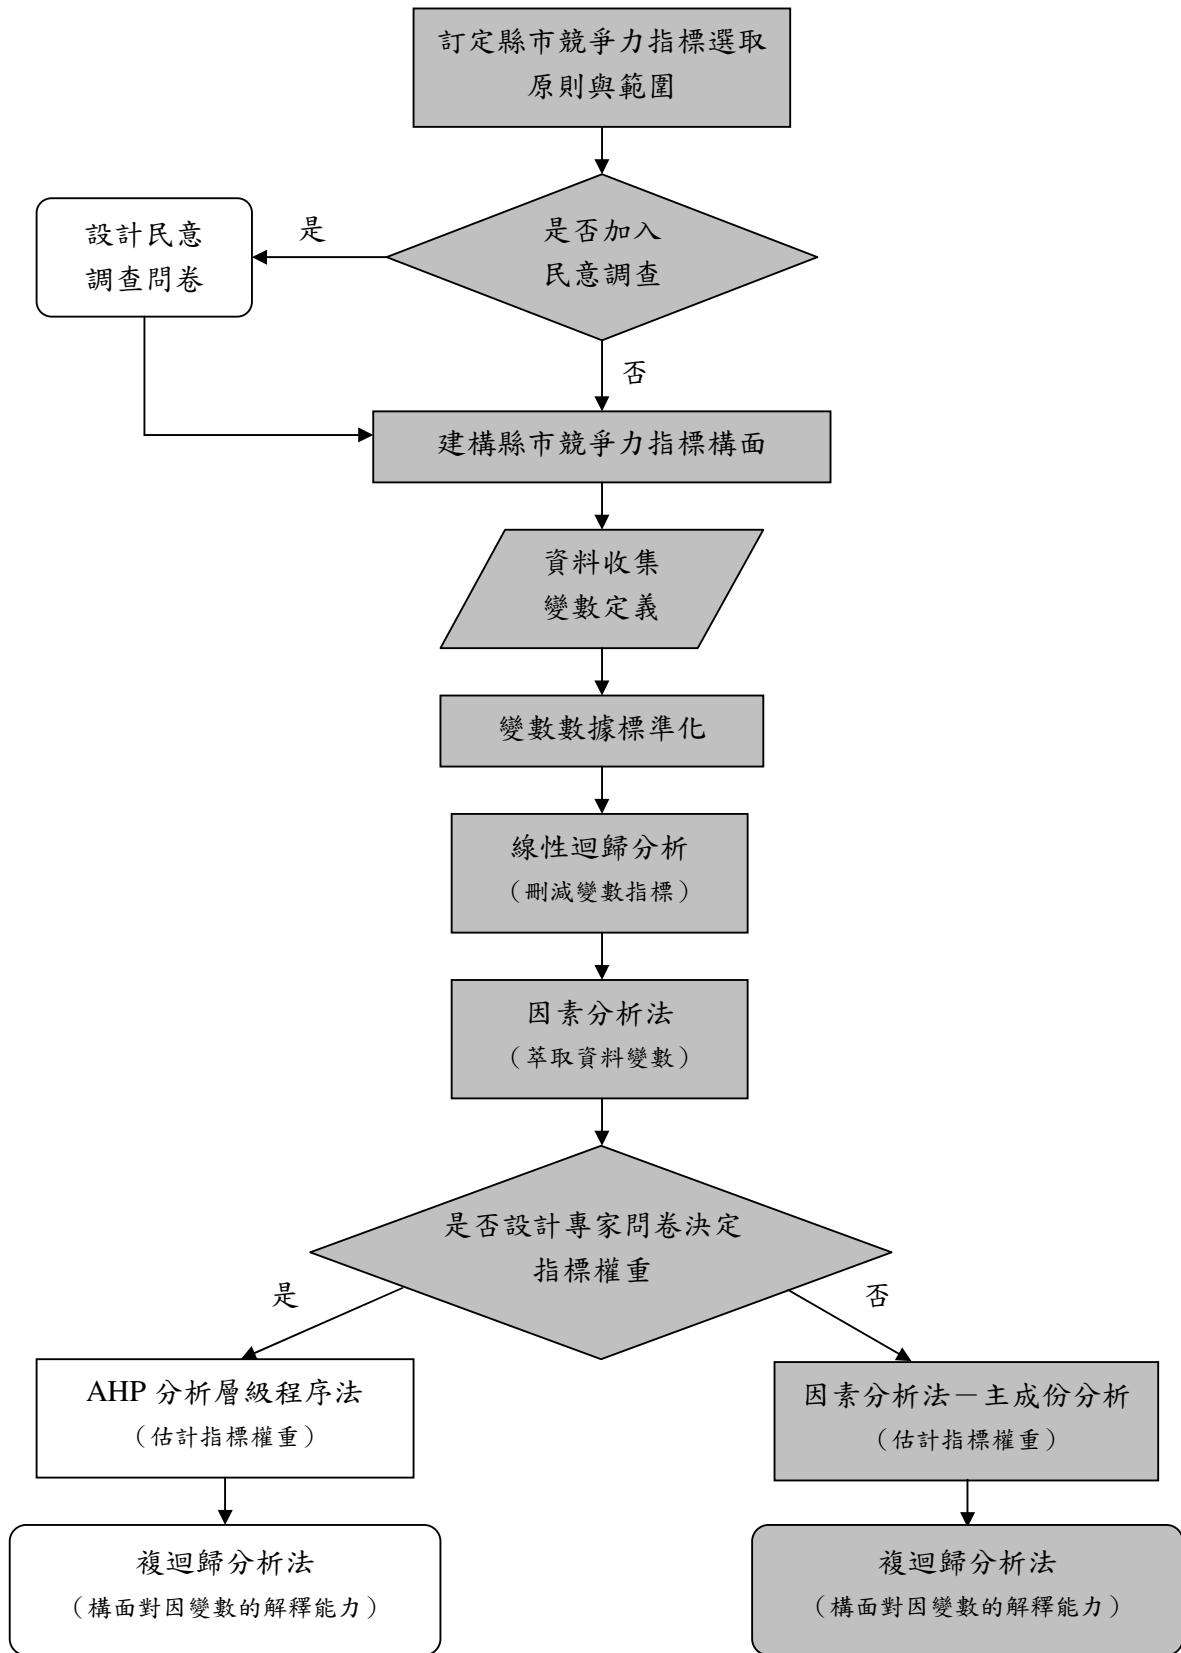 訂定縣市競爭力指標選取
原則與範圍
是否加入
民意調查
是
設計民意
調查問卷
否
建構縣市競爭力指標構面
資料收集
變數定義
變數數據標準化
線性迴歸分析
（刪減變數指標）
因素分析法
（萃取資料變數）
是否設計專家問卷決定
指標權重
是
否
AHP 分析層級程序法
（估計指標權重）
因素分析法－主成份分析
（估計指標權重）
複迴歸分析法
（構面對因變數的解釋能力）
複迴歸分析法
（構面對因變數的解釋能力）